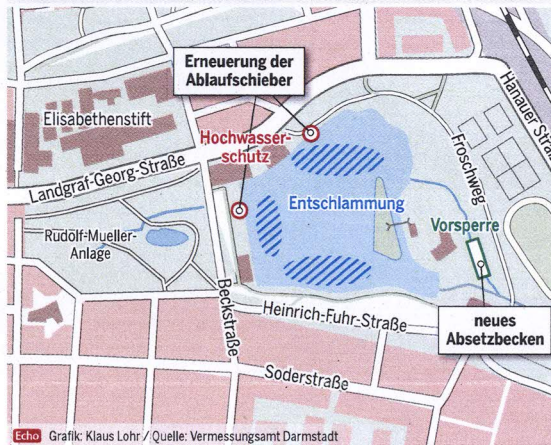 Erneuerung der
Ablaufschieber
Elisabethenstift
Hochwasser-
schutz
Hanauer Straß
Landgraf-Georg-Straße
Froschweg
Entschlammung
Vorsperre
Rudolf-Mueller-
Anlage
Beckstraße
Heinrich-Fuhr-Straße
neues
Absetzbecken
Soderstraße
Echo Grafik: Klaus Lohr / Quelle: Vermessungsamt Darmstadt